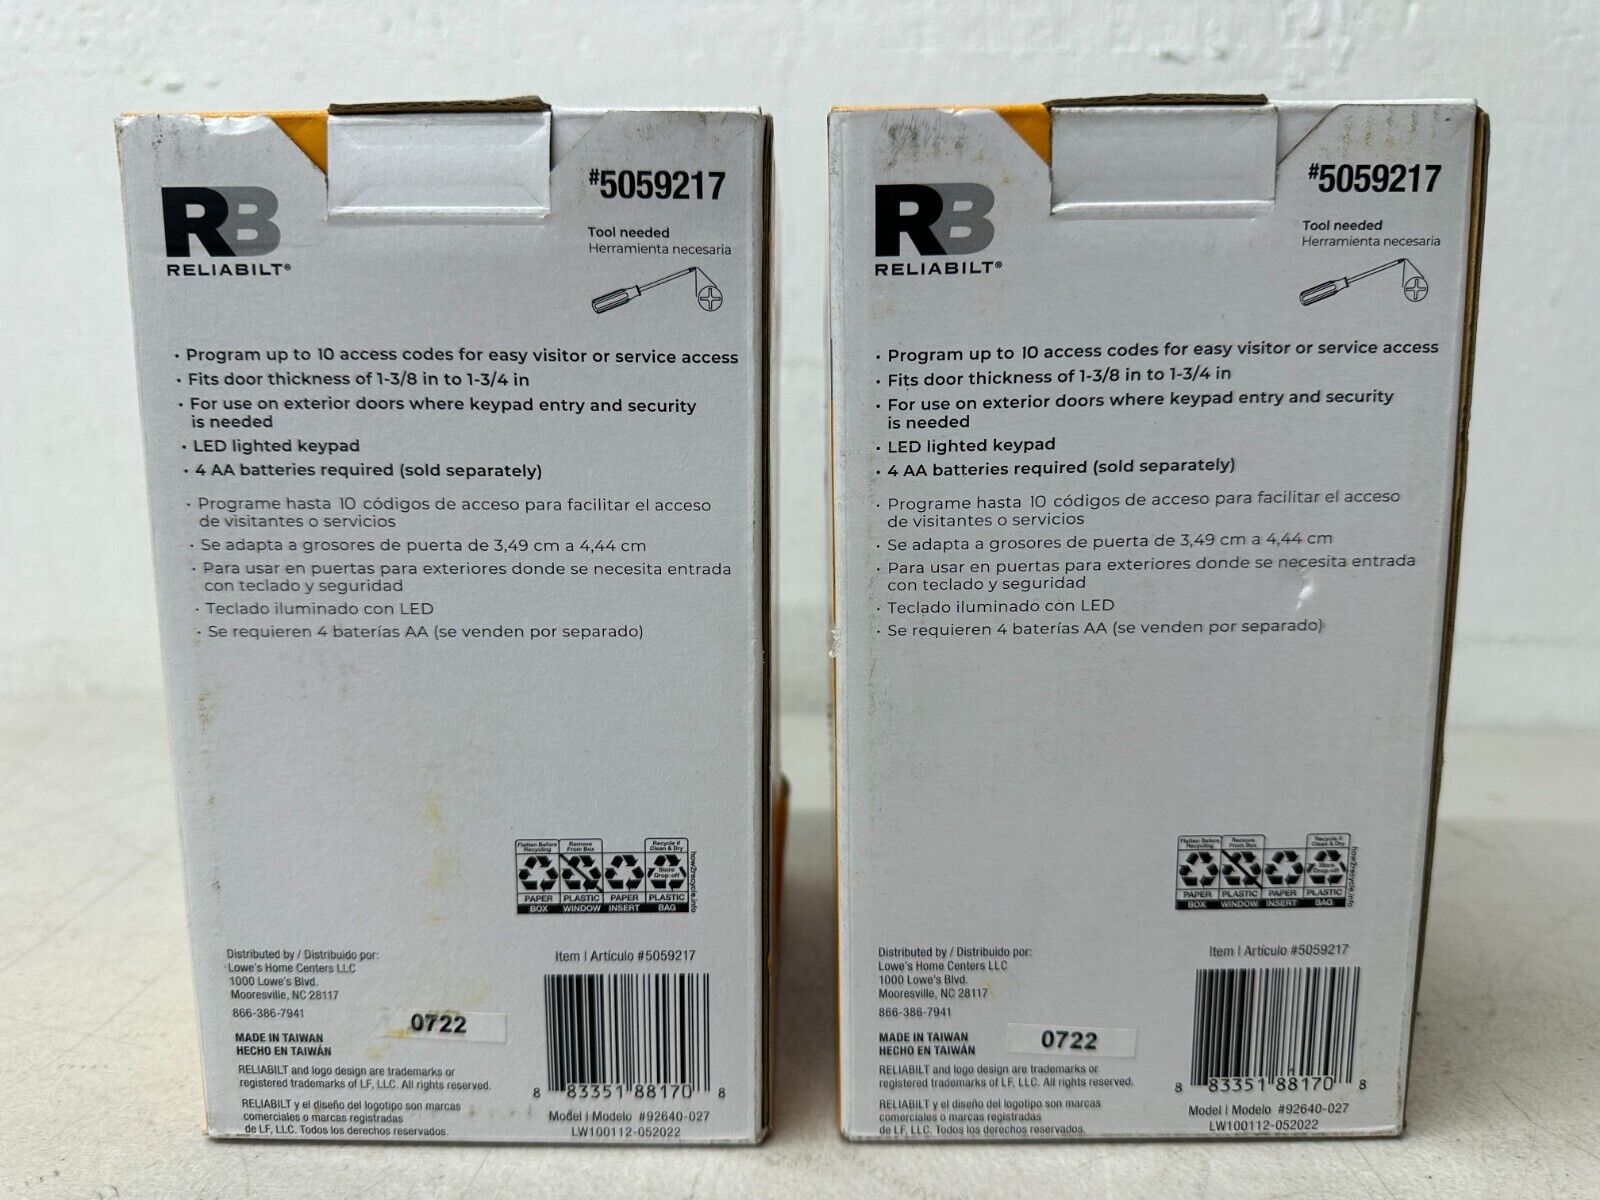 RB
RELIABILT®
#5059217
Tool needed
Herramienta necesaria
• Program up to 10 access codes for easy visitor or service access
• Fits door thickness of 1-3/8 in to 1-3/4 in
• For use on exterior doors where keypad entry and security
is needed
• LED lighted keypad
• 4 AA batteries required (sold separately)
• Programe hasta 10 códigos de acceso para facilitar el acceso
de visitantes o servicios
• Se adapta a grosores de puerta de 3,49 cm a 4,44 cm
• Para usar en puertas para exteriores donde se necesita entrada
con teclado y seguridad
• Teclado iluminado con LED
• Se requieren 4 baterías AA (se venden por separado)
Flatten Before Recycling
Remove From Box
Recycle if Clean & Dry
Store Drop-off
PAPER PLASTIC PAPER PLASTIC
BOX WINDOW INSERT BAG
how2recycle.info
Distributed by / Distribuido por:
Lowe's Home Centers LLC
1000 Lowe's Blvd.
Mooresville, NC 28117
866-386-7941
MADE IN TAIWAN
HECHO EN TAIWÁN
0722
RELIABILT and logo design are trademarks or
registered trademarks of LF, LLC. All rights reserved.
RELIABILT y el diseño del logotipo son marcas
comerciales o marcas registradas
de LF, LLC. Todos los derechos reservados.
Item | Artículo #5059217
8 83351 88170 8
Model | Modelo #92640-027
LW100112-052022
RB
RELIABILT®
#5059217
Tool needed
Herramienta necesaria
• Program up to 10 access codes for easy visitor or service access
• Fits door thickness of 1-3/8 in to 1-3/4 in
• For use on exterior doors where keypad entry and security
is needed
• LED lighted keypad
• 4 AA batteries required (sold separately)
• Programe hasta 10 códigos de acceso para facilitar el acceso
de visitantes o servicios
• Se adapta a grosores de puerta de 3,49 cm a 4,44 cm
• Para usar en puertas para exteriores donde se necesita entrada
con teclado y seguridad
• Teclado iluminado con LED
• Se requieren 4 baterías AA (se venden por separado)
Flatten Before Recycling
Remove From Box
Recycle if Clean & Dry
Store Drop-off
PAPER PLASTIC PAPER PLASTIC
BOX WINDOW INSERT BAG
how2recycle.info
Distributed by / Distribuido por:
Lowe's Home Centers LLC
1000 Lowe's Blvd.
Mooresville, NC 28117
866-386-7941
MADE IN TAIWAN
HECHO EN TAIWÁN
0722
RELIABILT and logo design are trademarks or
registered trademarks of LF, LLC. All rights reserved.
RELIABILT y el diseño del logotipo son marcas
comerciales o marcas registradas
de LF, LLC. Todos los derechos reservados.
Item | Artículo #5059217
8 83351 88170 8
Model | Modelo #92640-027
LW100112-052022